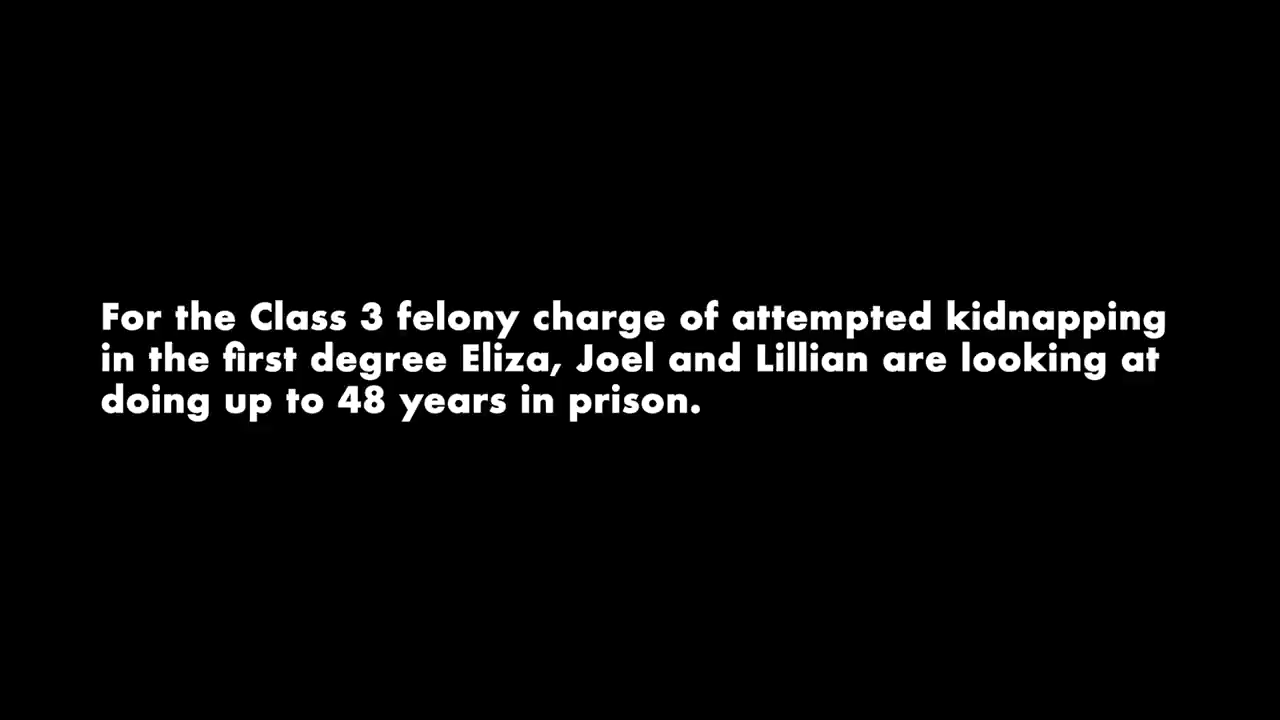 For the Class 3 felony charge of attempted kidnapping
in the first degree Eliza, Joel and Lillian are looking at
doing up to 48 years in prison.